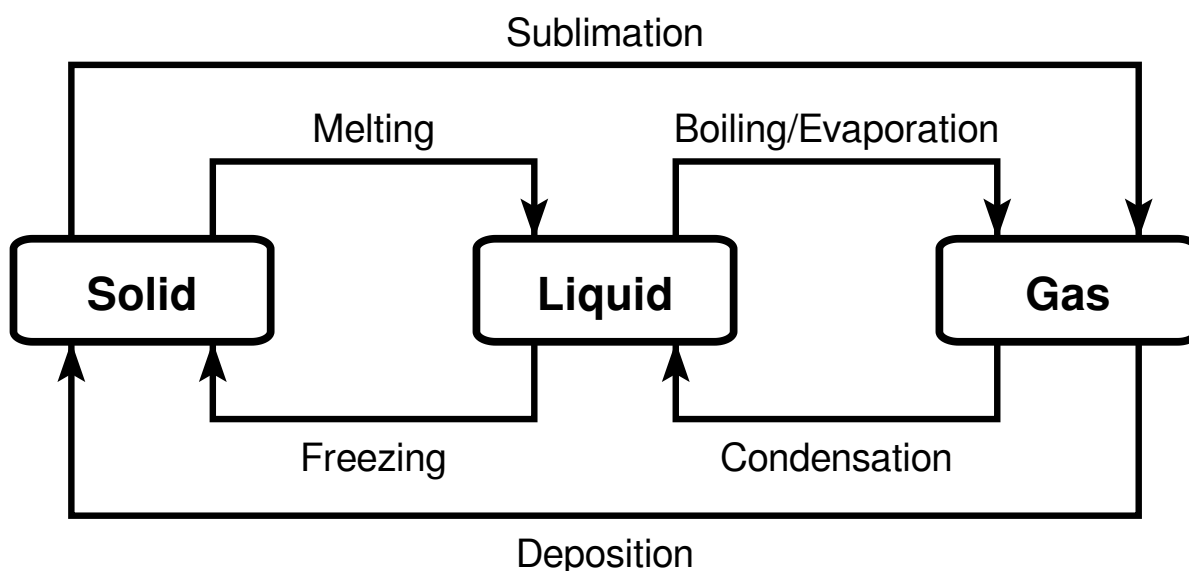 Sublimation
Melting
Boiling/Evaporation
Solid
Liquid
Gas
Freezing
Condensation
Deposition